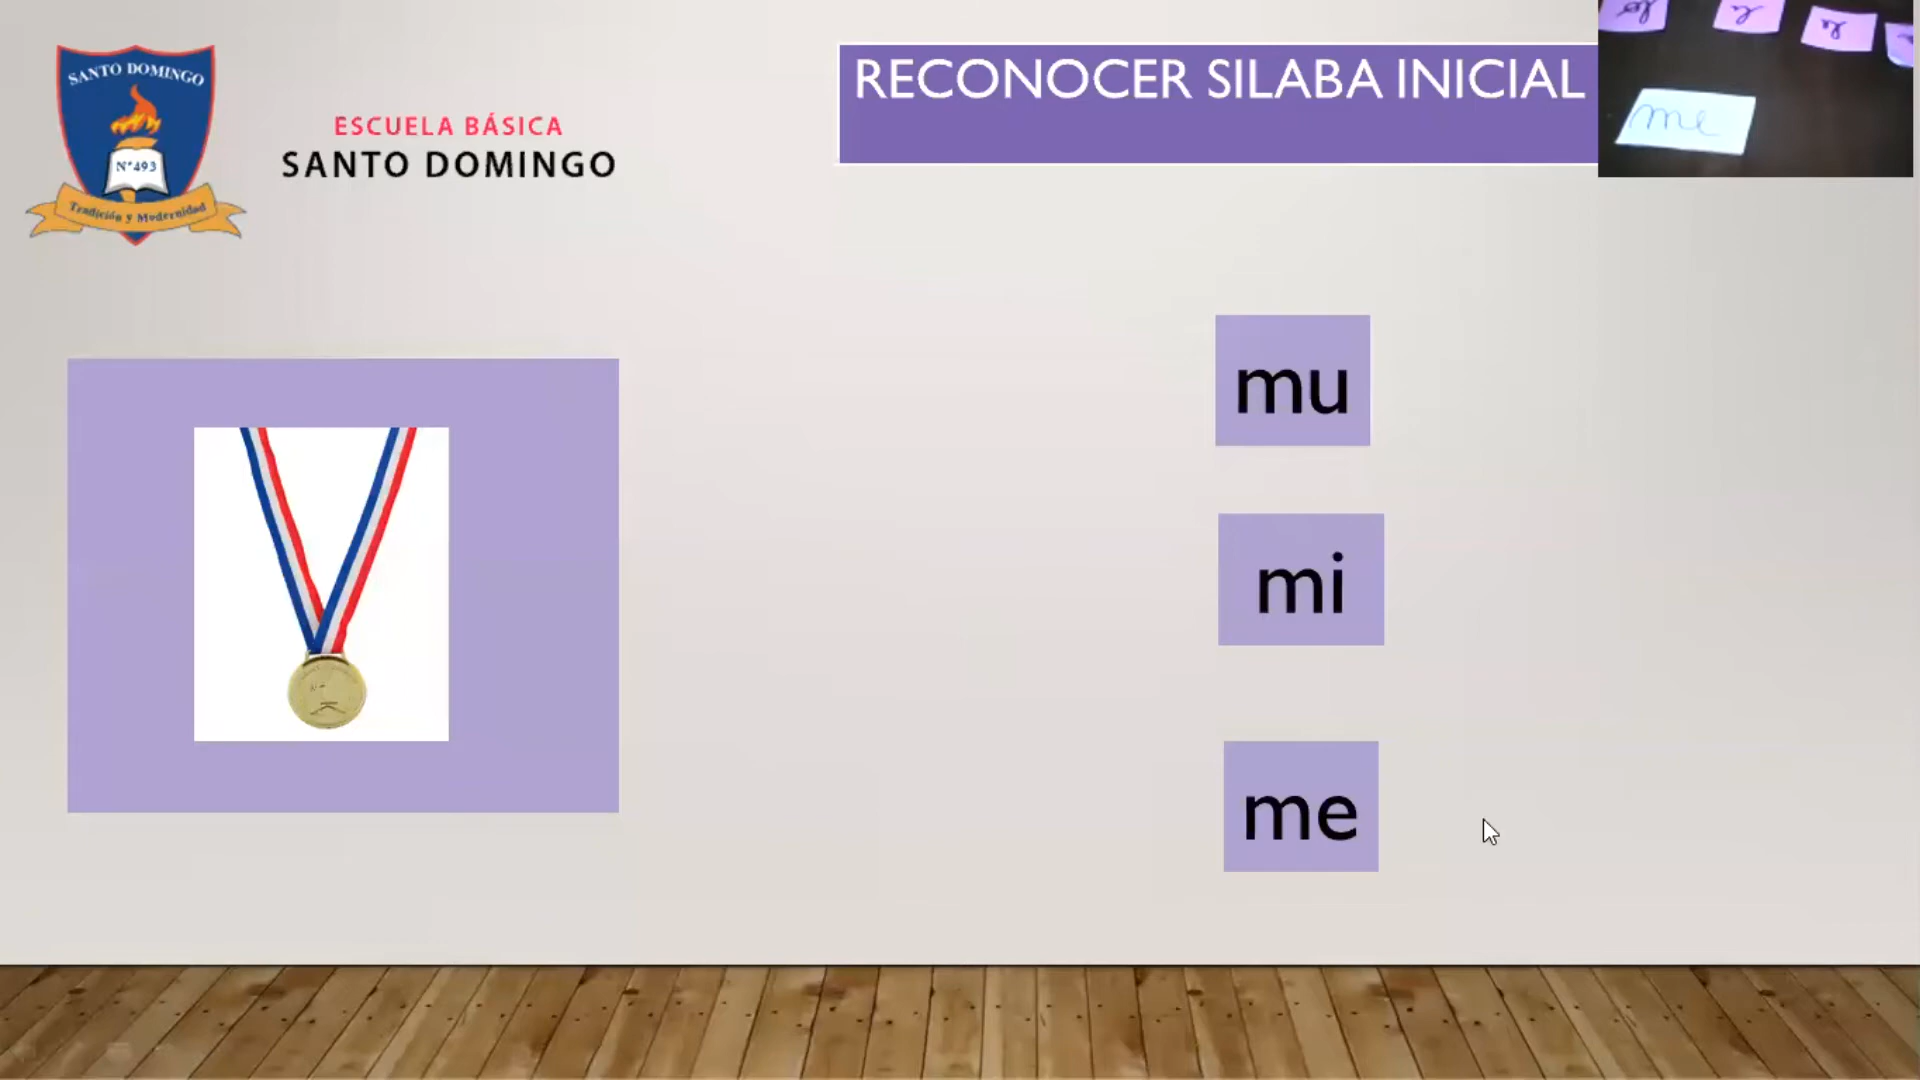 SANTO DOMINGO
N°493
Tradición y Modernidad
ESCUELA BÁSICA
SANTO DOMINGO
RECONOCER SILABA INICIAL
me
mu
mi
me